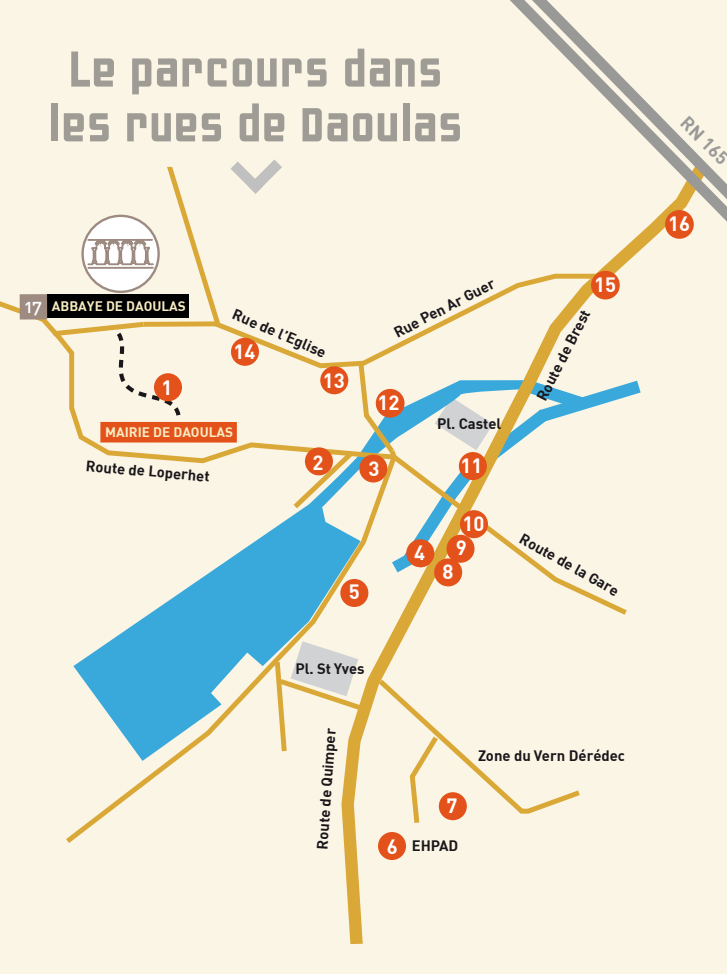 Le parcours dans
les rues de Daoulas
RN 165
16
15
17 ABBAYE DE DAOULAS
Rue Pen Ar Guer
Rue de l'Eglise
Route de Brest
14
13
1
12
MAIRIE DE DAOULAS
Pl. Castel
Route de Loperhet
2
3
11
10
9
4
8
Route de la Gare
5
Pl. St Yves
Route de Quimper
Zone du Vern Dérédec
7
6 EHPAD